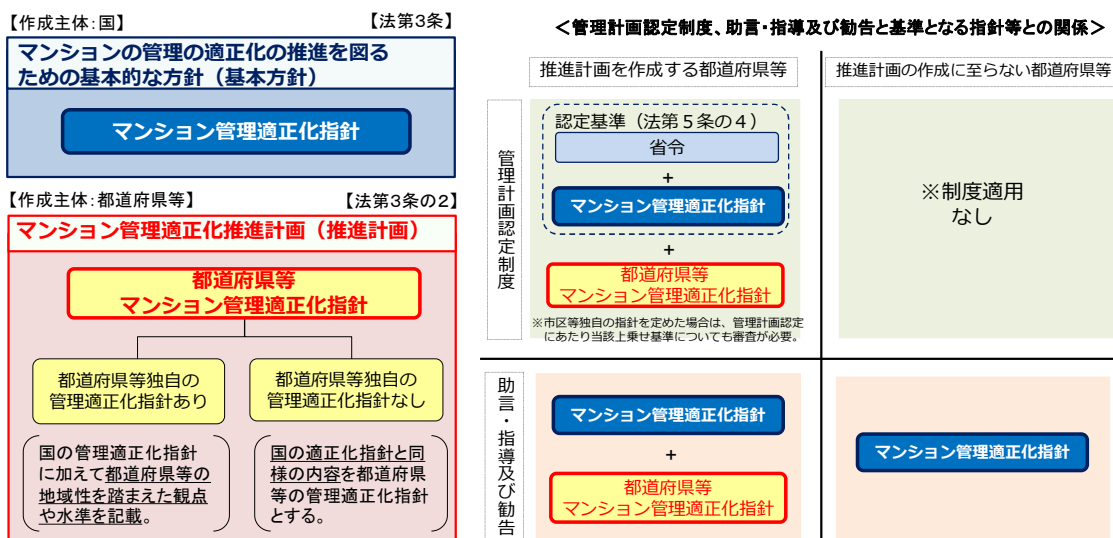 【作成主体:国】
【法第3条】
マンションの管理の適正化の推進を図る
ための基本的な方針（基本方針）
マンション管理適正化指針
【作成主体:都道府県等】
【法第3条の2】
マンション管理適正化推進計画（推進計画）
都道府県等
マンション管理適正化指針
都道府県等独自の
管理適正化指針あり
都道府県等独自の
管理適正化指針なし
国の管理適正化指針
に加えて都道府県等の
地域性を踏まえた観点
や水準を記載。
国の適正化指針と同
様の内容を都道府県
等の管理適正化指針
とする。
＜管理計画認定制度、助言・指導及び勧告と基準となる指針等との関係＞
推進計画を作成する都道府県等
推進計画の作成に至らない都道府県等
管理計画認定制度
認定基準（法第５条の４）
省令
+
マンション管理適正化指針
+
都道府県等
マンション管理適正化指針
※市区等独自の指針を定めた場合は、管理計画認定
にあたり当該上乗せ基準についても審査が必要。
※制度適用
なし
助言・指導及び勧告
マンション管理適正化指針
+
都道府県等
マンション管理適正化指針
マンション管理適正化指針